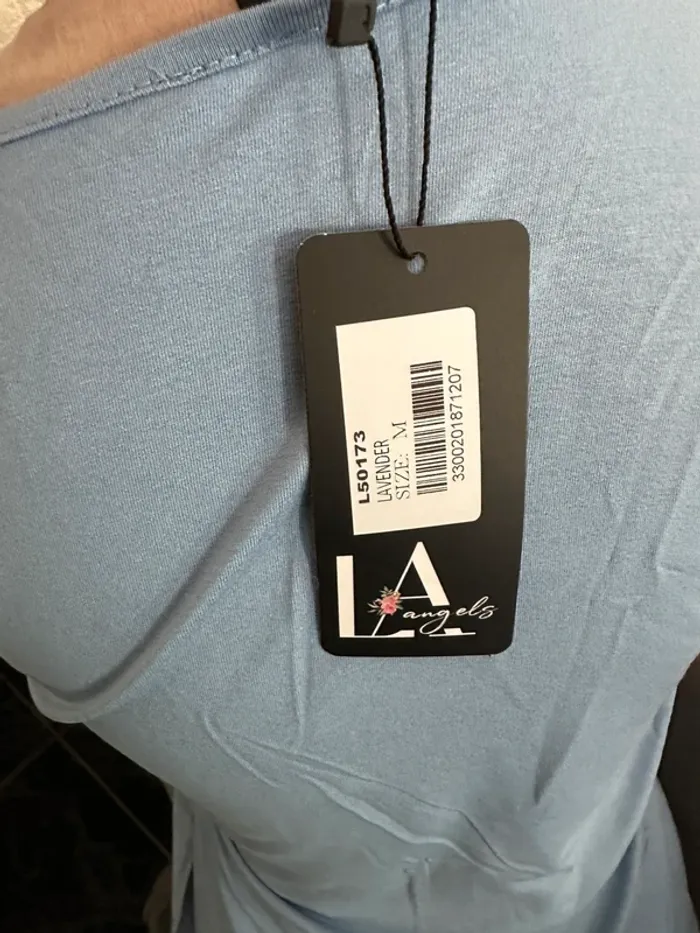 L50173
LAVENDER
SIZE: M
3300201871207
LA
angels